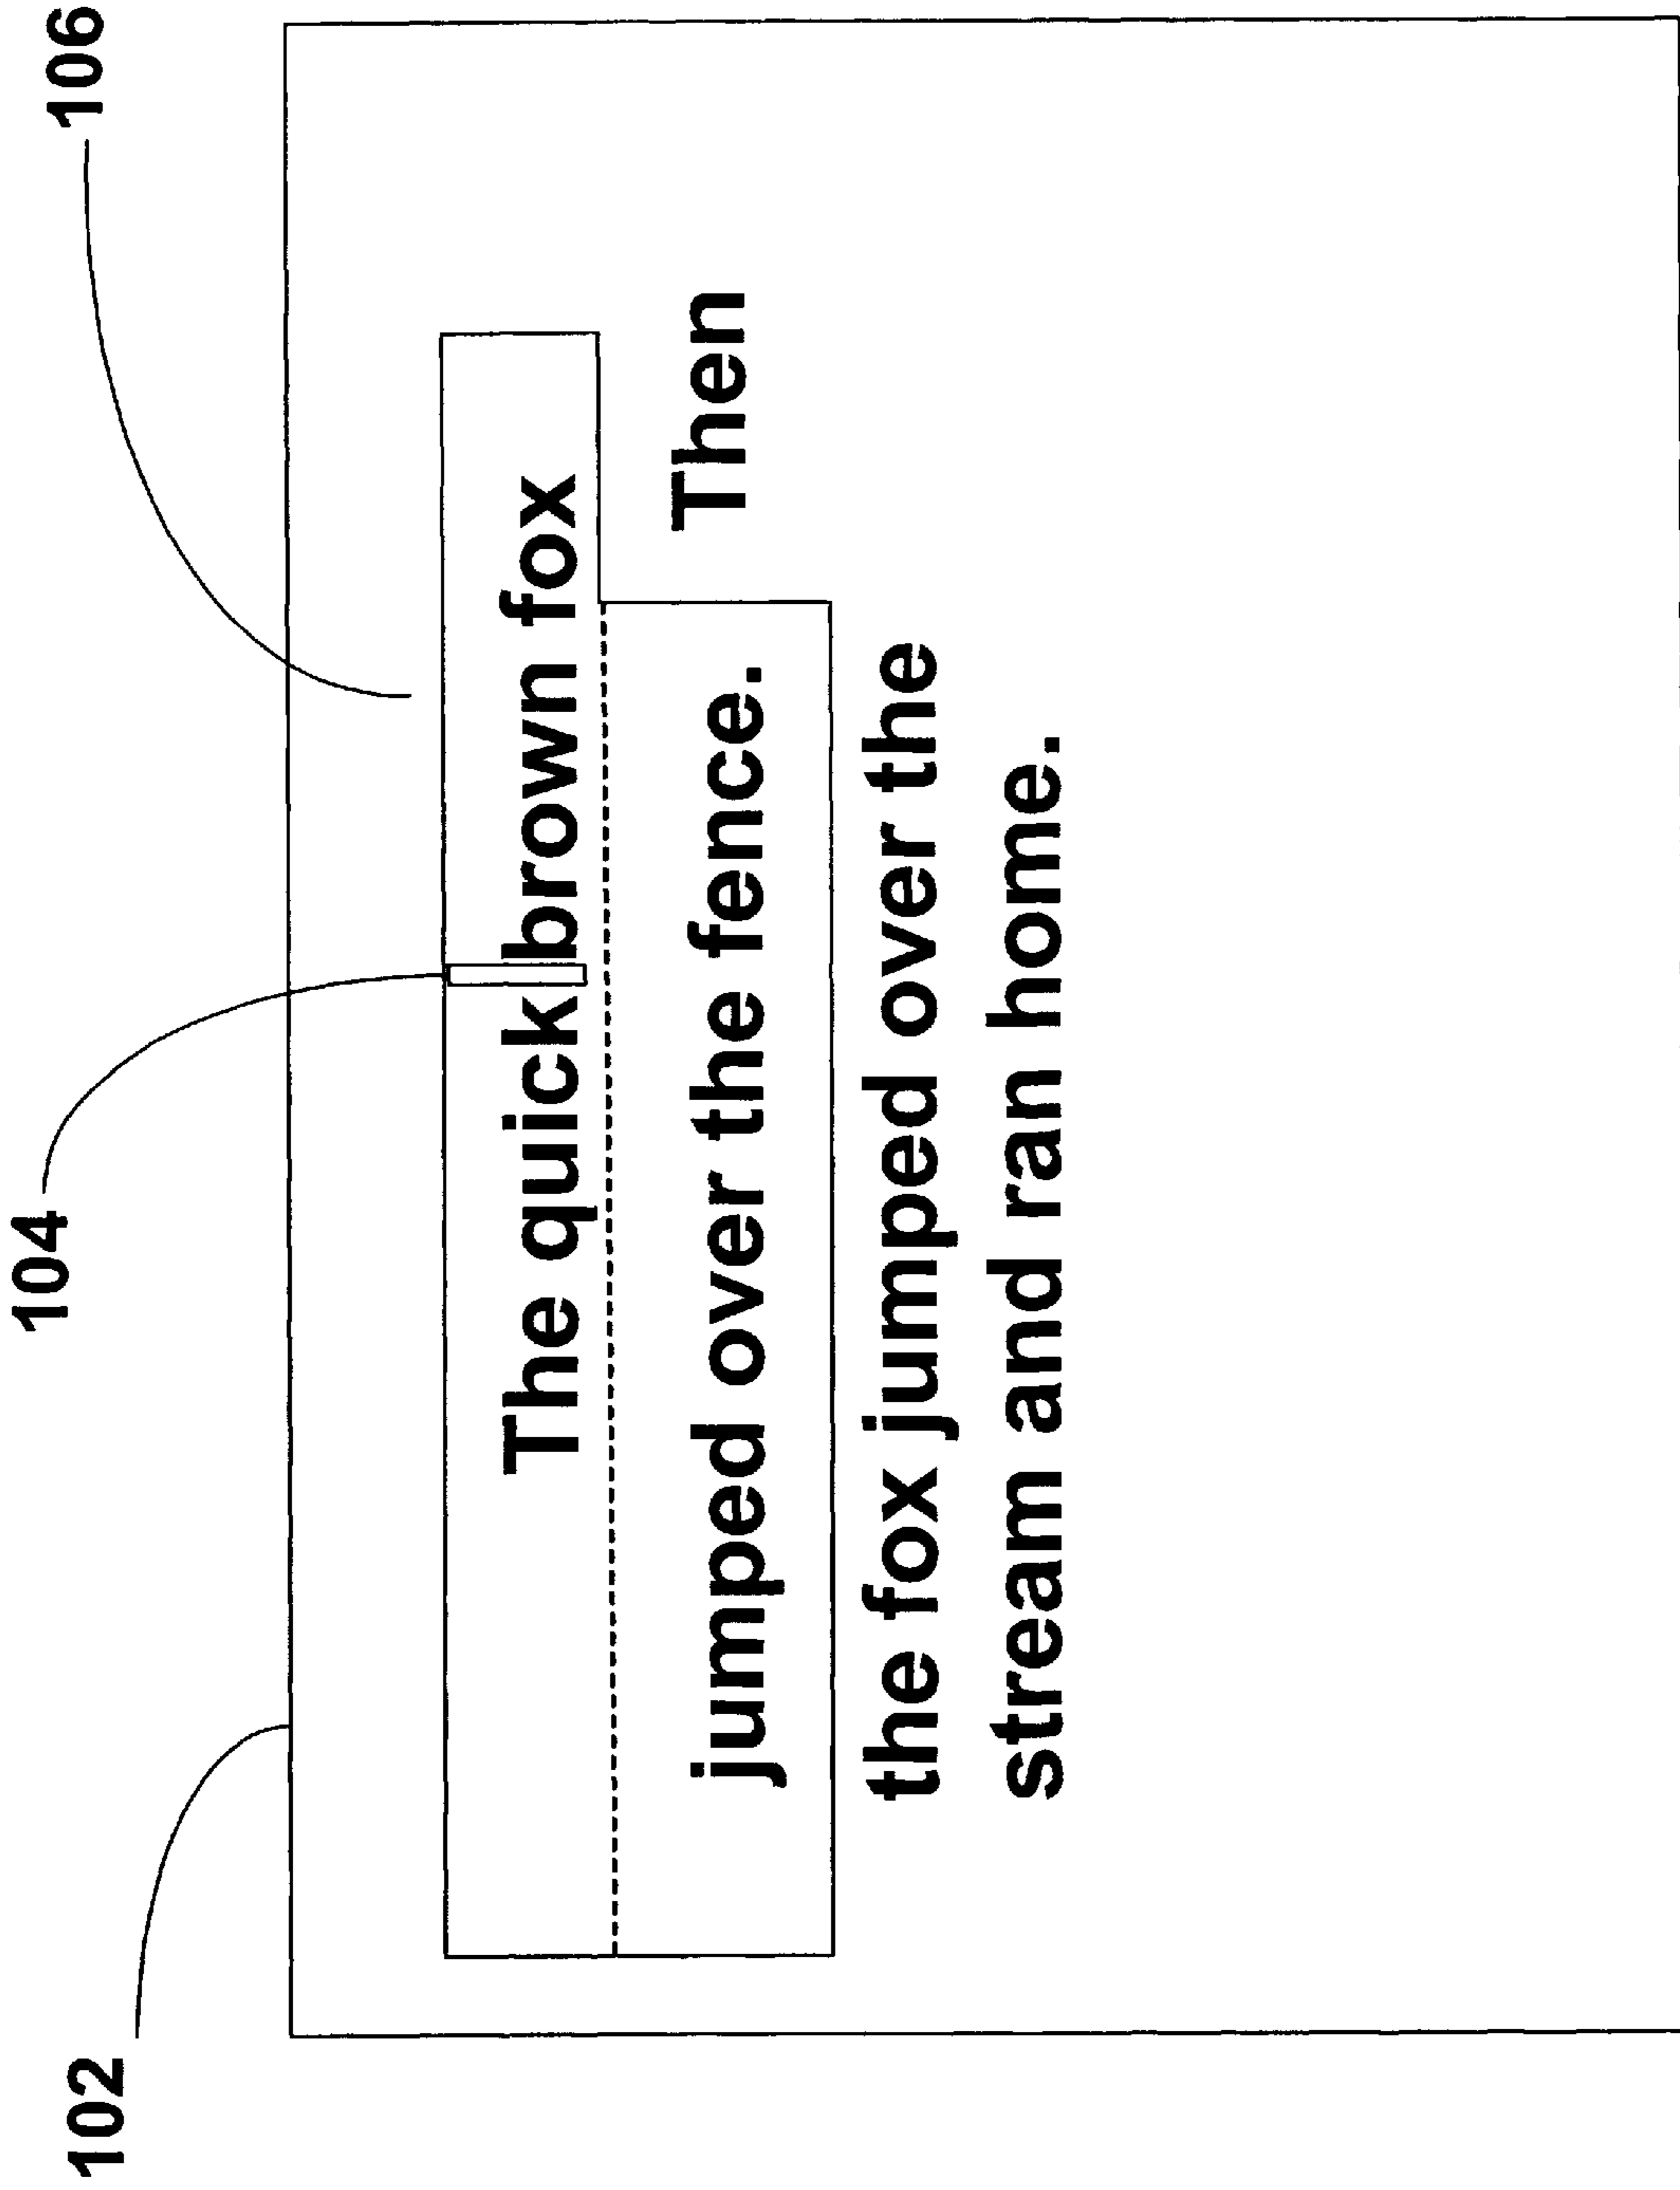 102
104
106
The quick brown fox
jumped over the fence. Then
the fox jumped over the
stream and ran home.